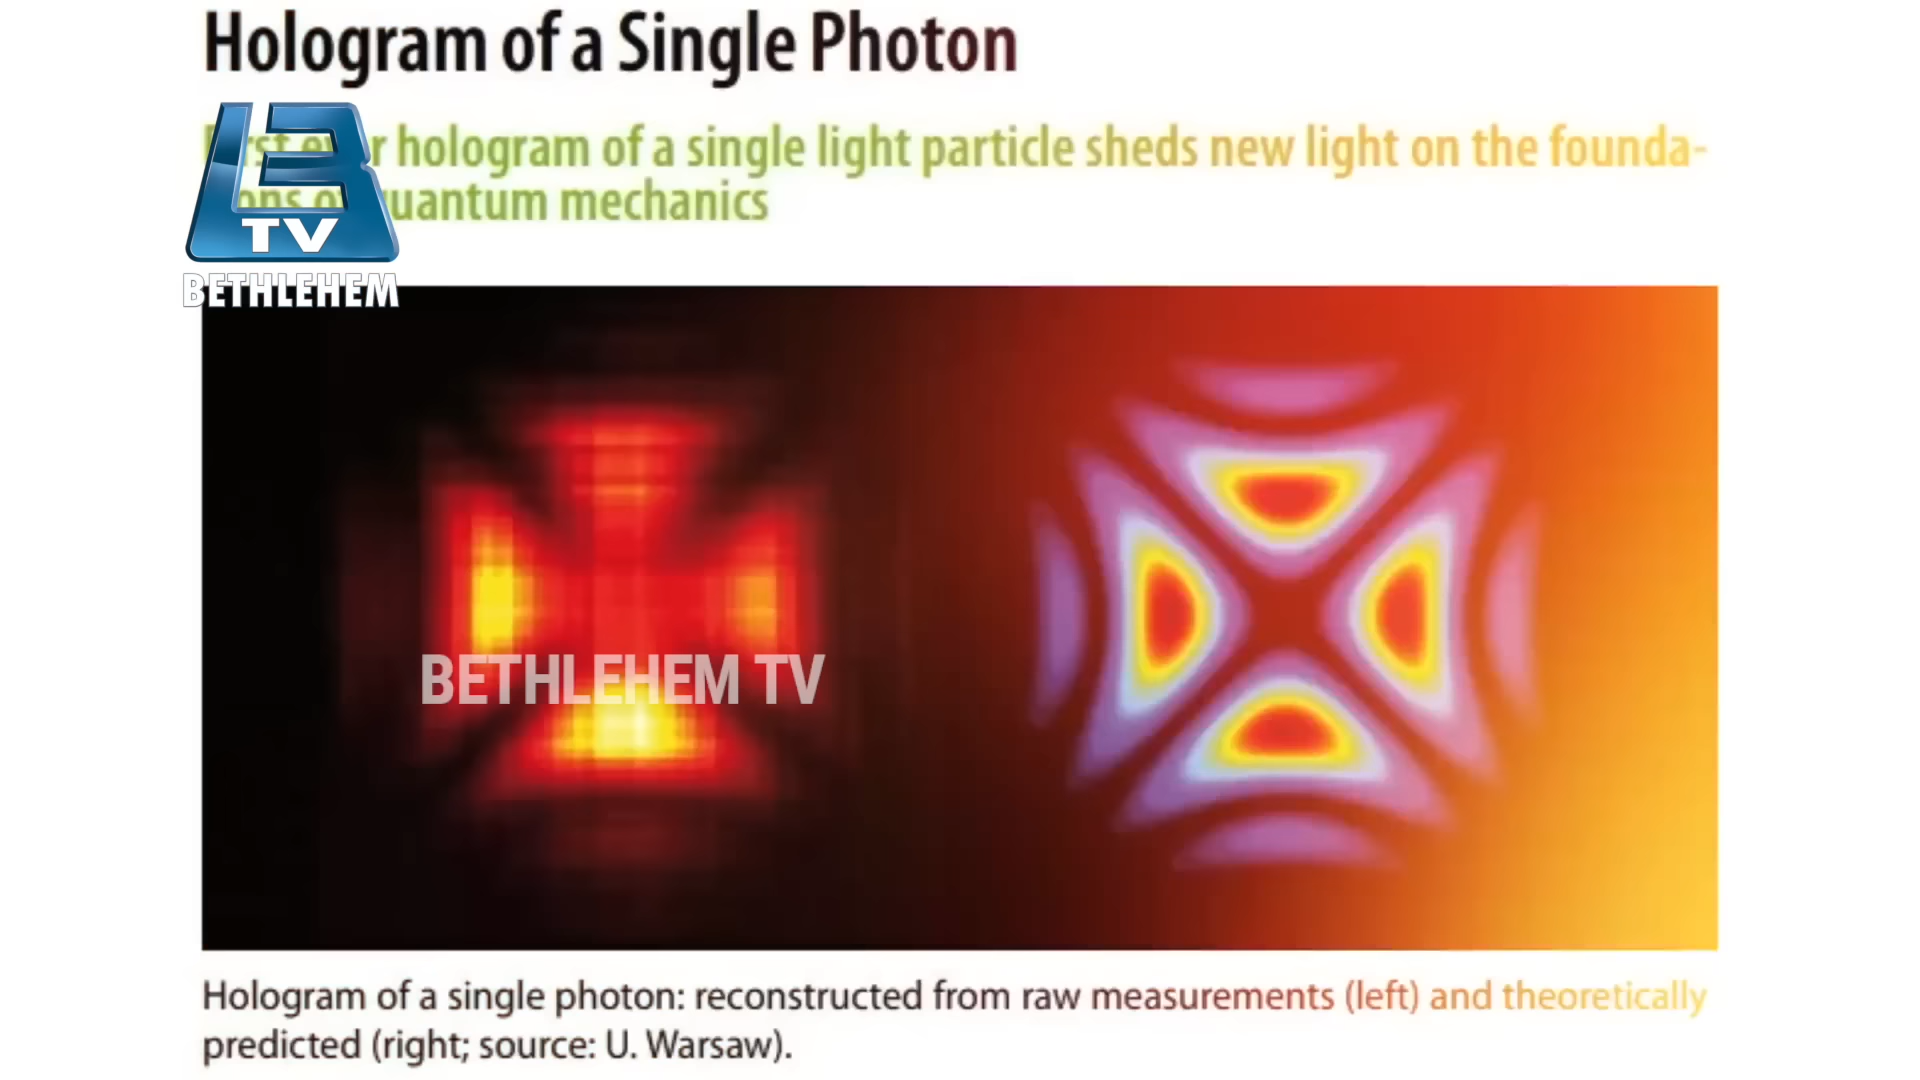 Hologram of a Single Photon
hologram of a single light particle sheds new light on the founda-
mechanics
TV
BETHLEHEM
BETHLEHEM TV
Hologram of a single photon: reconstructed from raw measurements (left) and theoretically
predicted (right; source: U. Warsaw).